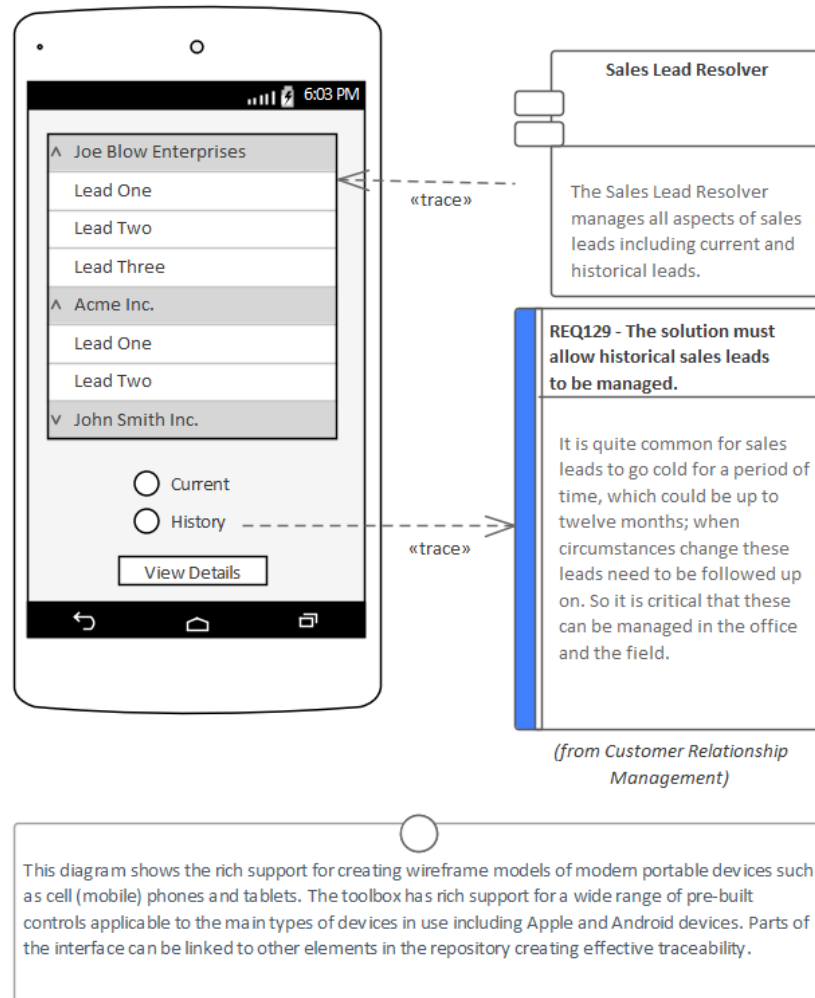 6:03 PM
Joe Blow Enterprises
Lead One
Lead Two
Lead Three
Acme Inc.
Lead One
Lead Two
John Smith Inc.
Current
History
View Details
«trace»
«trace»
Sales Lead Resolver
The Sales Lead Resolver
manages all aspects of sales
leads including current and
historical leads.
REQ129 - The solution must
allow historical sales leads
to be managed.
It is quite common for sales
leads to go cold for a period of
time, which could be up to
twelve months; when
circumstances change these
leads need to be followed up
on. So it is critical that these
can be managed in the office
and the field.
(from Customer Relationship
Management)
This diagram shows the rich support for creating wireframe models of modern portable devices such
as cell (mobile) phones and tablets. The toolbox has rich support for a wide range of pre-built
controls applicable to the main types of devices in use including Apple and Android devices. Parts of
the interface can be linked to other elements in the repository creating effective traceability.